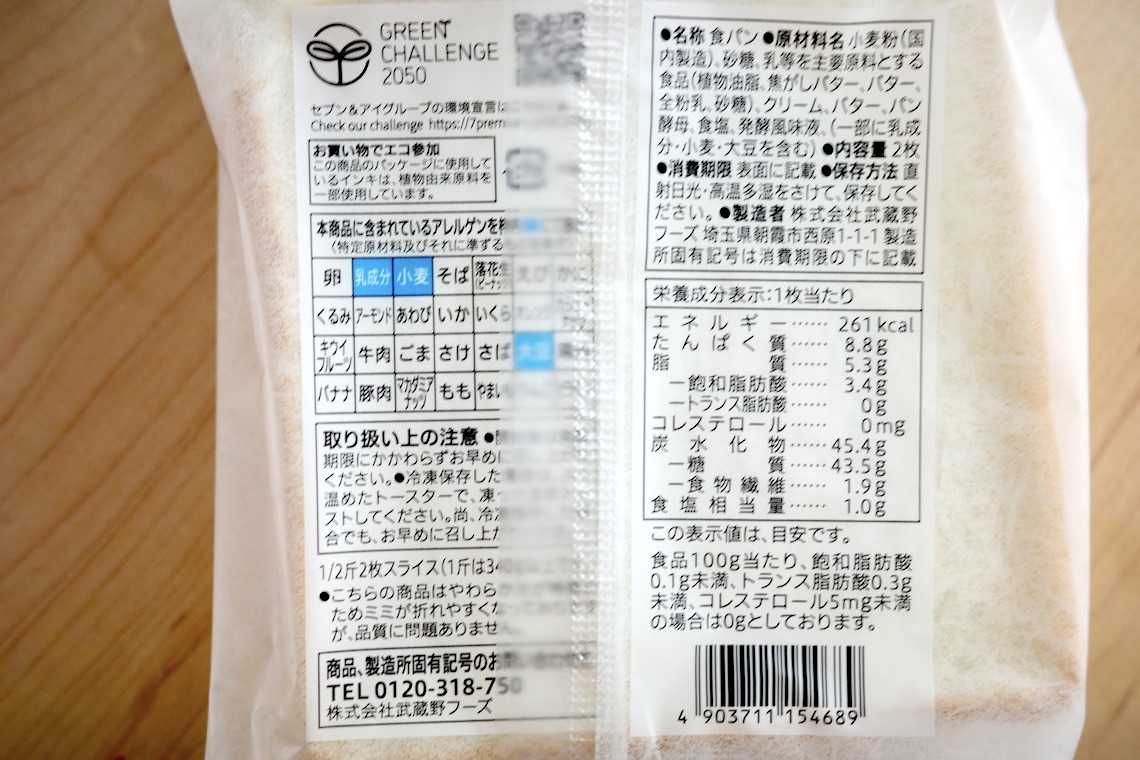 GREEN
CHALLENGE
2050
セブン&アイグループの環境宣言
Check our challenge https://7prem
お買い物でエコ参加
この商品のパッケージに使用して
いるインキは、植物由来原料を
一部使用しています。
本商品に含まれているアレルゲンを
(特定原材料及びそれに準ずる
卵 乳成分 小麦 そば 落花生(ピーナッツ) えび かに
くるみ アーモンド あわび いか いくら
キウイフルーツ 牛肉 ごま さけ さば 大豆
バナナ 豚肉 マカダミアナッツ もも やまい
取り扱い上の注意 ●
期限にかかわらずお早めに
ください。●冷凍保存した
温めたトースターで、凍
ストしてください。尚、冷
合でも、お早めに召し上
1/2斤2枚スライス(1斤は340
●こちらの商品はやわら
ためミミが折れやすく
が、品質に問題ありませ
商品、製造所固有記号のお
TEL 0120-318-750
株式会社武蔵野フーズ
●名称 食パン ●原材料名 小麦粉(国
内製造)、砂糖、乳等を主要原料とする
食品(植物油脂、焦がしバター、バター、
全粉乳、砂糖)、クリーム、バター、パン
酵母、食塩、発酵風味液、(一部に乳成
分・小麦・大豆を含む) ●内容量 2枚
●消費期限 表面に記載 ●保存方法 直
射日光・高温多湿をさけて、保存してく
ださい。●製造者 株式会社武蔵野
フーズ 埼玉県朝霞市西原1-1-1 製造
所固有記号は消費期限の下に記載
栄養成分表示:1枚当たり
エネルギー……261kcal
たんぱく質……8.8g
脂質……5.3g
―飽和脂肪酸……3.4g
―トランス脂肪酸……0g
コレステロール……0mg
炭水化物……45.4g
―糖質……43.5g
―食物繊維……1.9g
食塩相当量……1.0g
この表示値は、目安です。
食品100g当たり、飽和脂肪酸
0.1g未満、トランス脂肪酸0.3g
未満、コレステロール5mg未満
の場合は0gとしております。
4 903711 154689